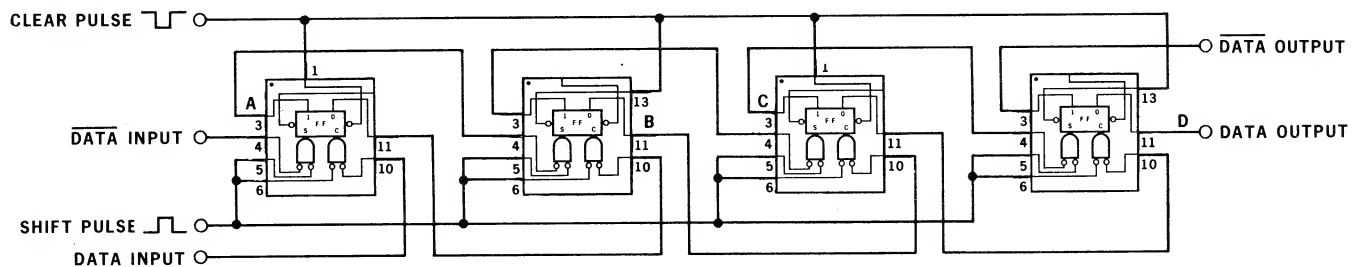 CLEAR PULSE
DATA INPUT
SHIFT PULSE
DATA INPUT
1
A
3
4
5
6
11
10
1 0
FF
S C
13
B
3
4
5
6
11
10
1 0
FF
S C
1
C
3
4
5
6
11
10
1 0
FF
S C
13
D
3
4
5
6
11
10
1 0
FF
S C
DATA OUTPUT
DATA OUTPUT